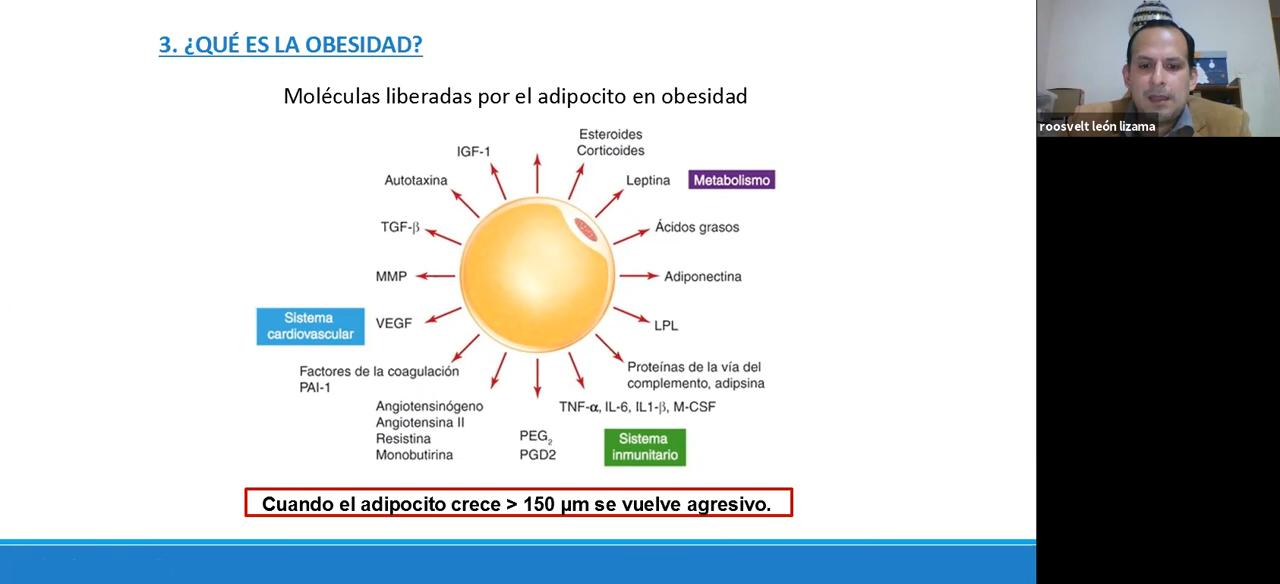 3. ¿QUÉ ES LA OBESIDAD?
Moléculas liberadas por el adipocito en obesidad
Esteroides
Corticoides
IGF-1
Autotaxina
Leptina
Metabolismo
TGF-β
Ácidos grasos
MMP
Adiponectina
Sistema
cardiovascular
VEGF
LPL
Factores de la coagulación
PAI-1
Proteínas de la vía del
complemento, adipsina
Angiotensinógeno
Angiotensina II
Resistina
Monobutirina
TNF-α, IL-6, IL1-β, M-CSF
PEG₂
PGD2
Sistema
inmunitario
Cuando el adipocito crece > 150 µm se vuelve agresivo.
roosvelt león lizama